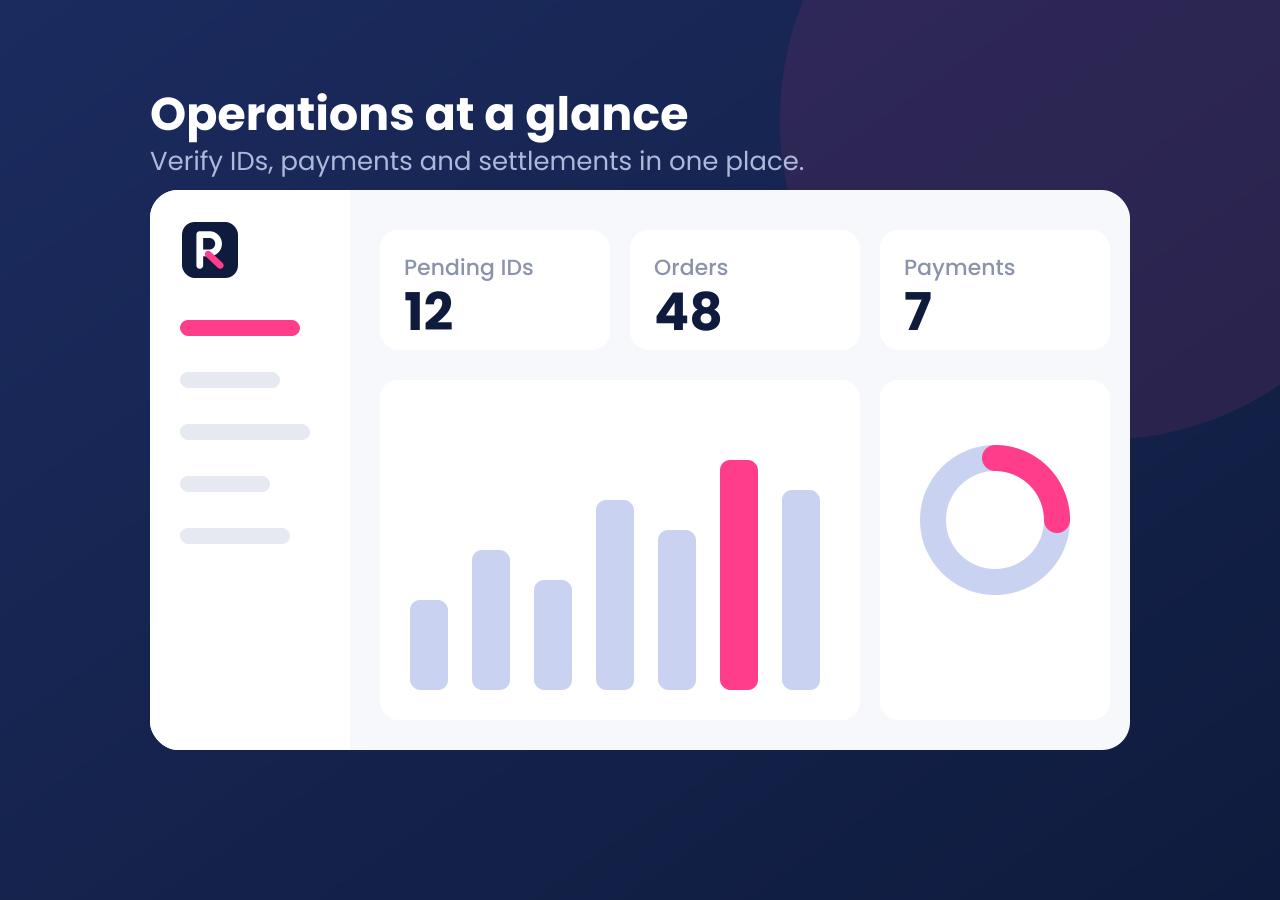 Operations at a glance
Verify IDs, payments and settlements in one place.
R
Pending IDs
12
Orders
48
Payments
7